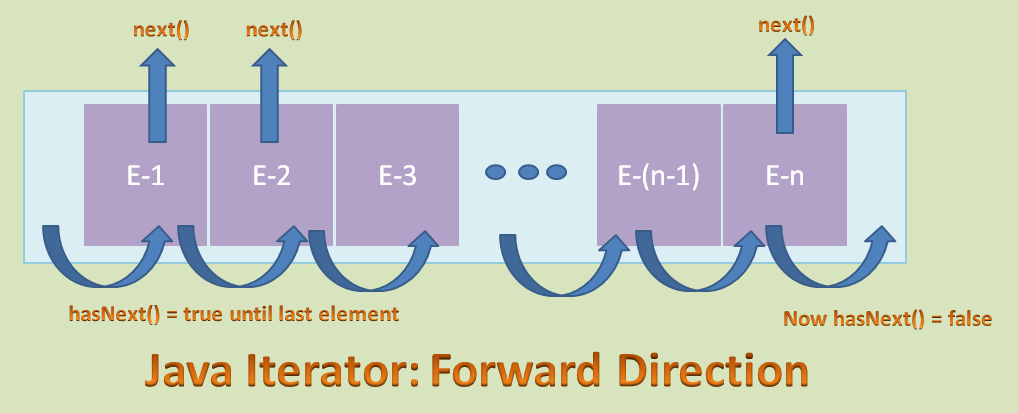 next() next() next()
E-1 E-2 E-3 E-(n-1) E-n
hasNext() = true until last element
Now hasNext() = false
Java Iterator: Forward Direction